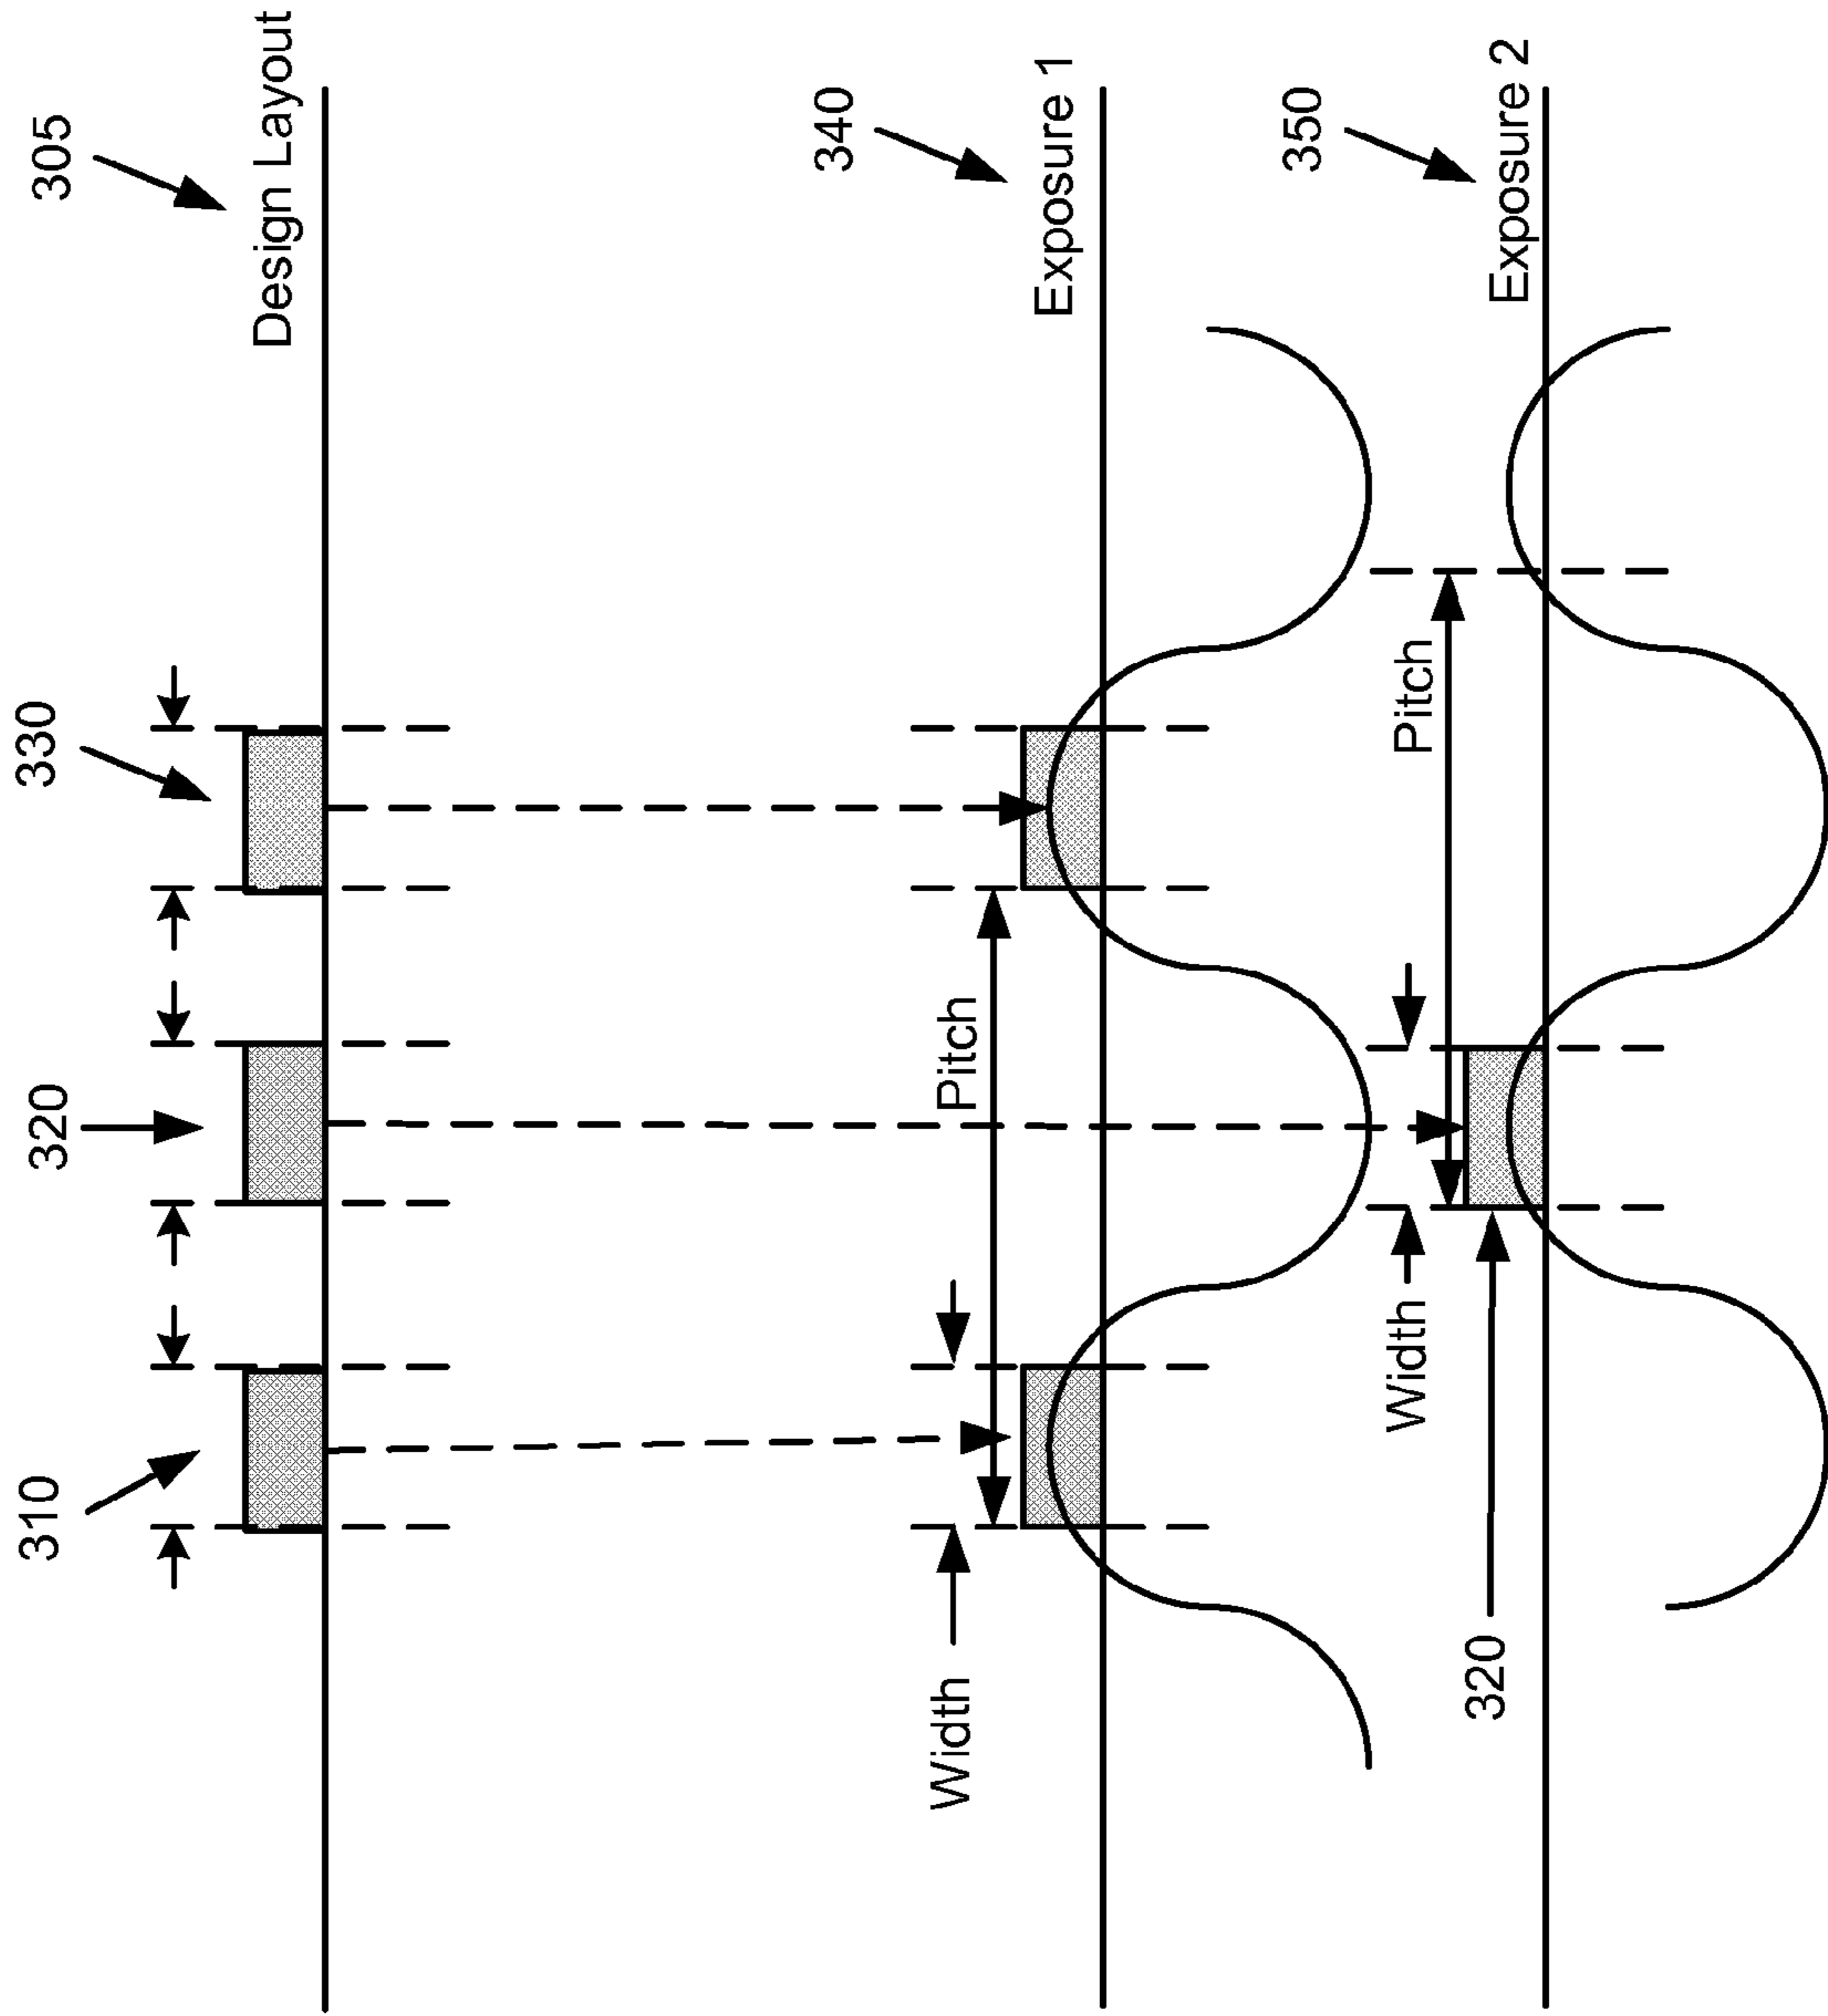 305
Design Layout
330
320
310
340
Exposure 1
Pitch
Width
350
Exposure 2
Pitch
Width
320